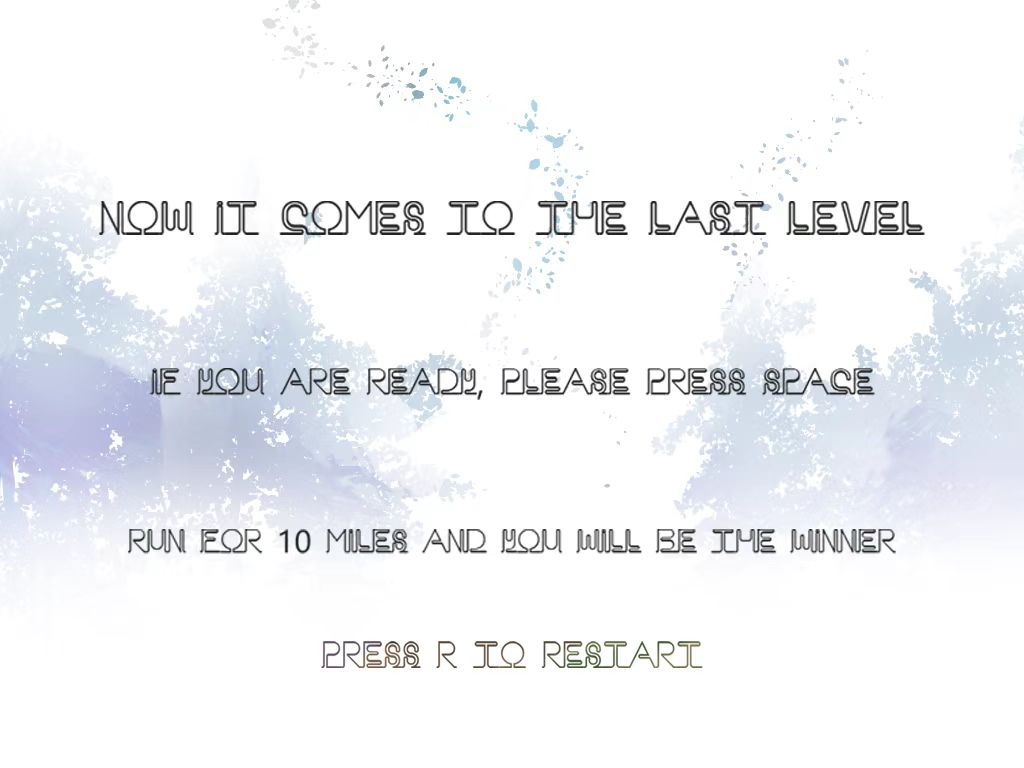 NOW IT COMES TO THE LAST LEVEL
IF YOU ARE READY, PLEASE PRESS SPACE
RUN FOR 10 MILES AND YOU WILL BE THE WINNER
PRESS R TO RESTART